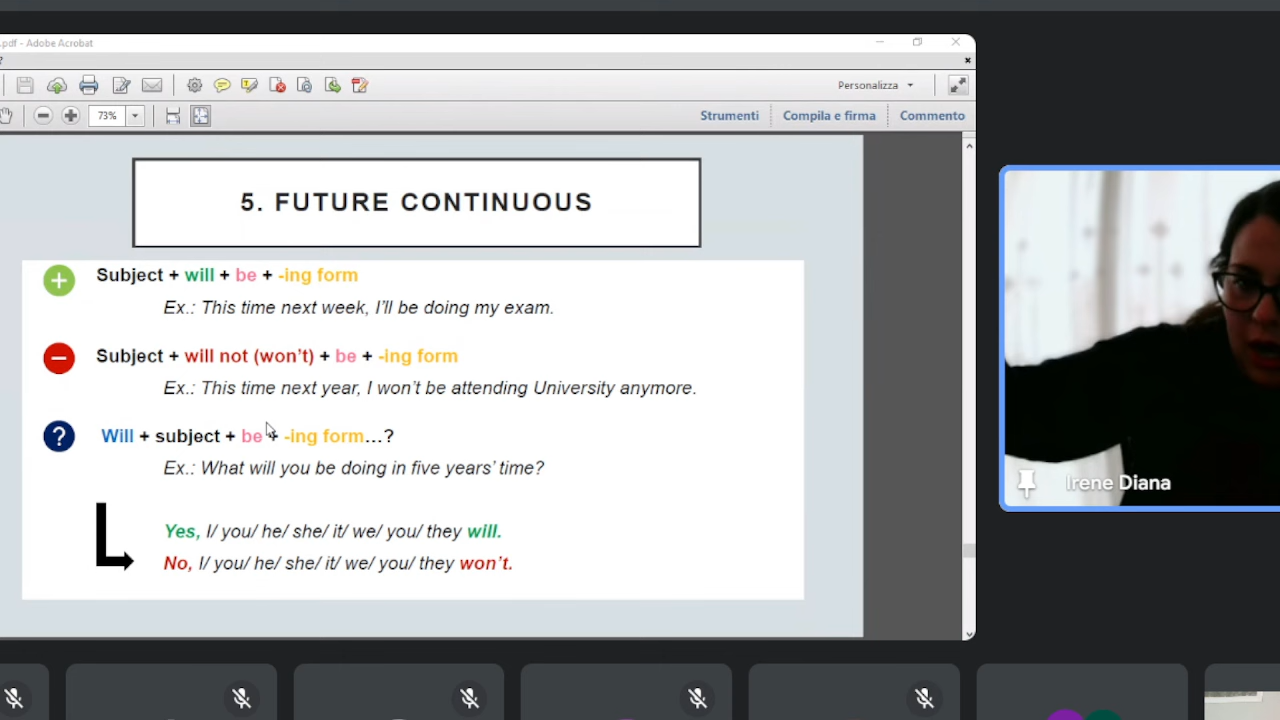 .pdf - Adobe Acrobat
?
73%
Personalizza
Strumenti
Compila e firma
Commento
5. FUTURE CONTINUOUS
+ Subject + will + be + -ing form
Ex.: This time next week, I'll be doing my exam.
− Subject + will not (won't) + be + -ing form
Ex.: This time next year, I won't be attending University anymore.
? Will + subject + be + -ing form...?
Ex.: What will you be doing in five years' time?
Yes, I/ you/ he/ she/ it/ we/ you/ they will.
No, I/ you/ he/ she/ it/ we/ you/ they won't.
Irene Diana